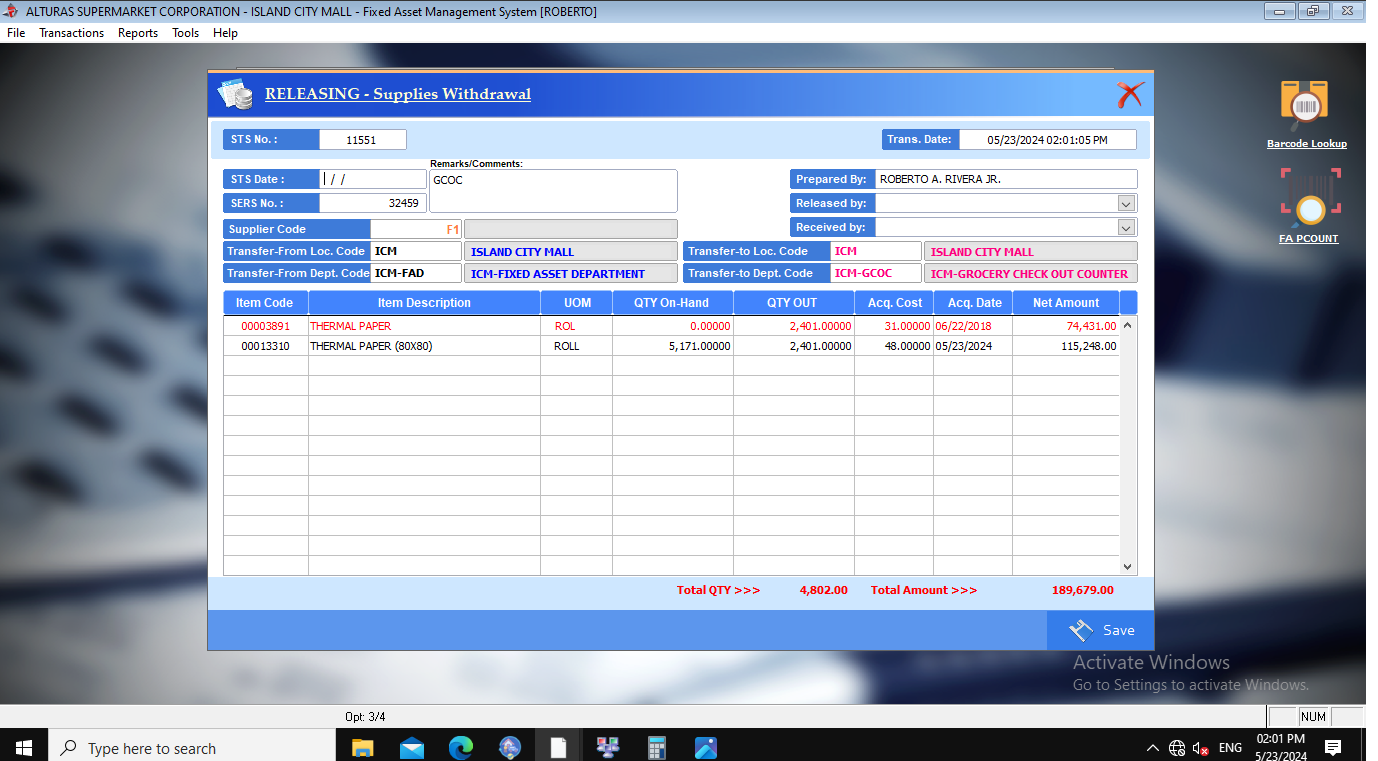 ALTURAS SUPERMARKET CORPORATION - ISLAND CITY MALL - Fixed Asset Management System [ROBERTO]
File Transactions Reports Tools Help
RELEASING - Supplies Withdrawal
Barcode Lookup
FA PCOUNT
STS No. : 11551 Trans. Date: 05/23/2024 02:01:05 PM
Remarks/Comments:
STS Date : / / GCOC Prepared By: ROBERTO A. RIVERA JR.
SERS No. : 32459 Released by:
Supplier Code F1 Received by:
Transfer-From Loc. Code ICM ISLAND CITY MALL Transfer-to Loc. Code ICM ISLAND CITY MALL
Transfer-From Dept. Code ICM-FAD ICM-FIXED ASSET DEPARTMENT Transfer-to Dept. Code ICM-GCOC ICM-GROCERY CHECK OUT COUNTER
Item Code Item Description UOM QTY On-Hand QTY OUT Acq. Cost Acq. Date Net Amount
00003891 THERMAL PAPER ROL 0.00000 2,401.00000 31.00000 06/22/2018 74,431.00
00013310 THERMAL PAPER (80X80) ROLL 5,171.00000 2,401.00000 48.00000 05/23/2024 115,248.00
Total QTY >>> 4,802.00 Total Amount >>> 189,679.00
Save
Activate Windows
Go to Settings to activate Windows.
Opt: 3/4 NUM
Type here to search ENG 02:01 PM
5/23/2024